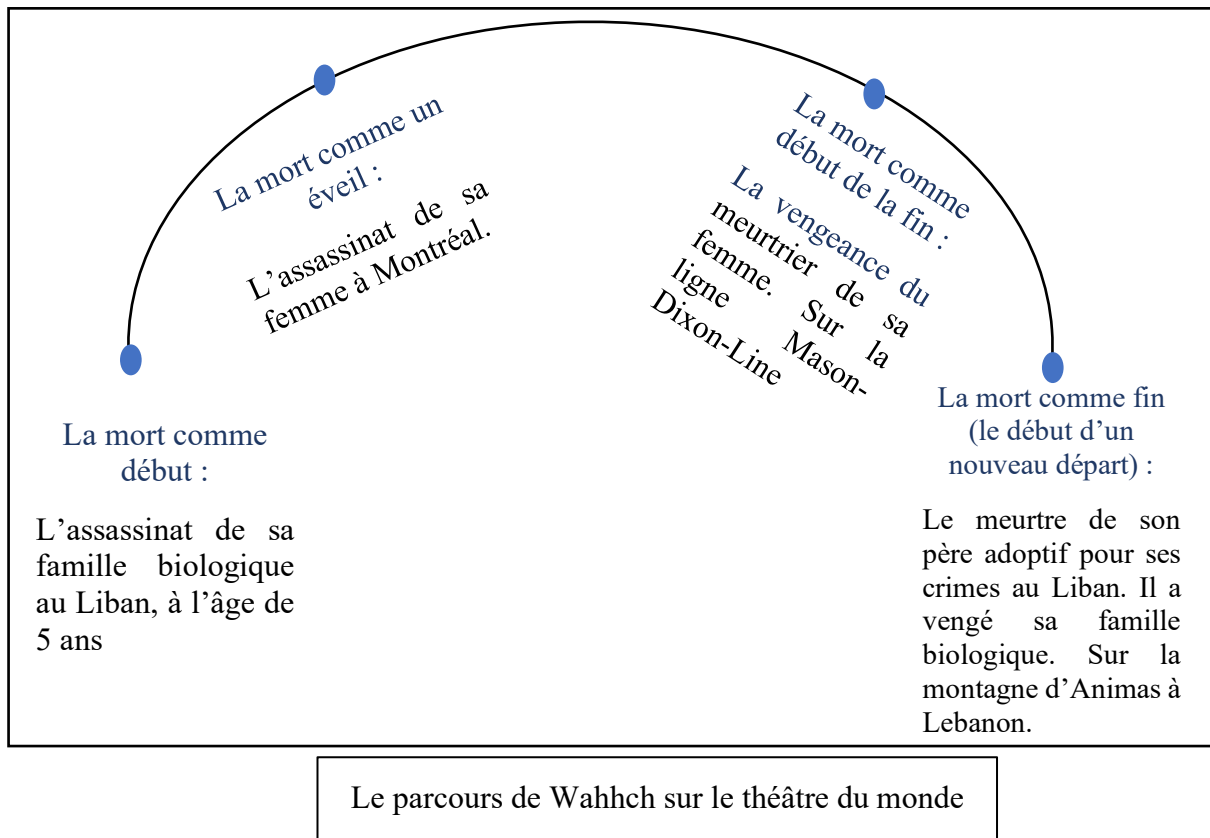 La mort comme
début :
L’assassinat de sa
famille biologique
au Liban, à l’âge de
5 ans
La mort comme un
éveil :
L’assassinat de sa
femme à Montréal.
La mort comme
début de la fin :
La vengeance du
meurtrier de sa
femme. Sur la
ligne Mason-
Dixon-Line
La mort comme fin
(le début d’un
nouveau départ) :
Le meurtre de son
père adoptif pour ses
crimes au Liban. Il a
vengé sa famille
biologique. Sur la
montagne d’Animas à
Lebanon.
Le parcours de Wahhch sur le théâtre du monde